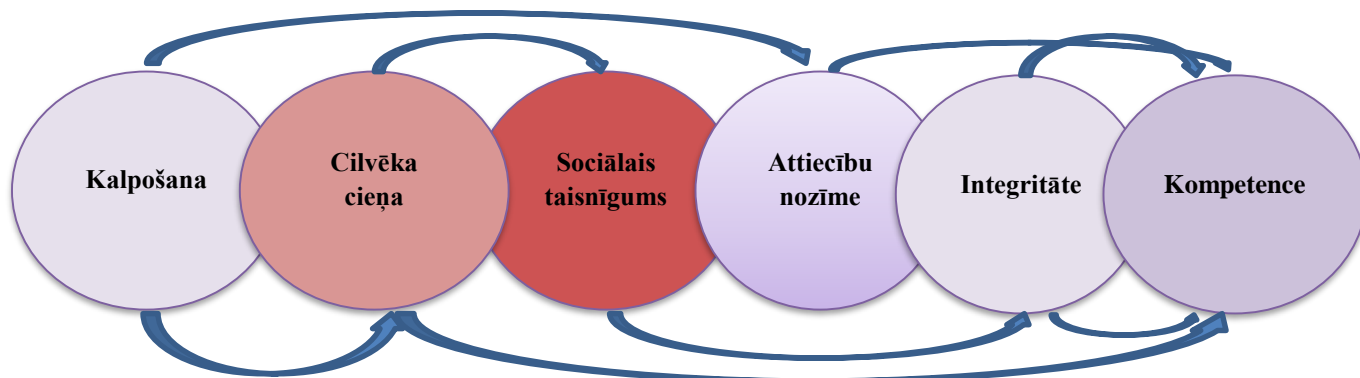 Kalpošana
Cilvēka
cieņa
Sociālais
taisnīgums
Attiecību
nozīme
Integritāte
Kompetence